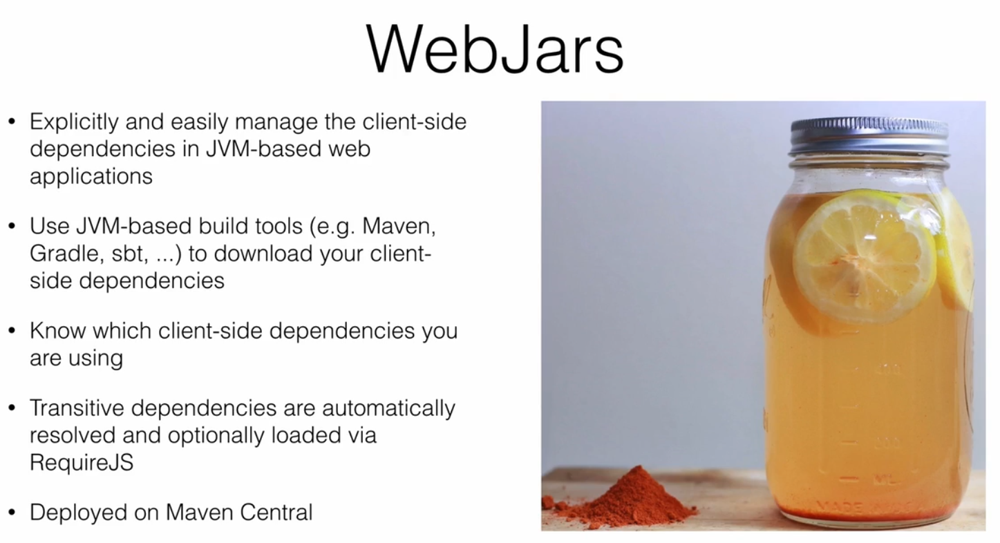 WebJars
• Explicitly and easily manage the client-side
dependencies in JVM-based web
applications
• Use JVM-based build tools (e.g. Maven,
Gradle, sbt, ...) to download your client-
side dependencies
• Know which client-side dependencies you
are using
• Transitive dependencies are automatically
resolved and optionally loaded via
RequireJS
• Deployed on Maven Central
ML
MADE